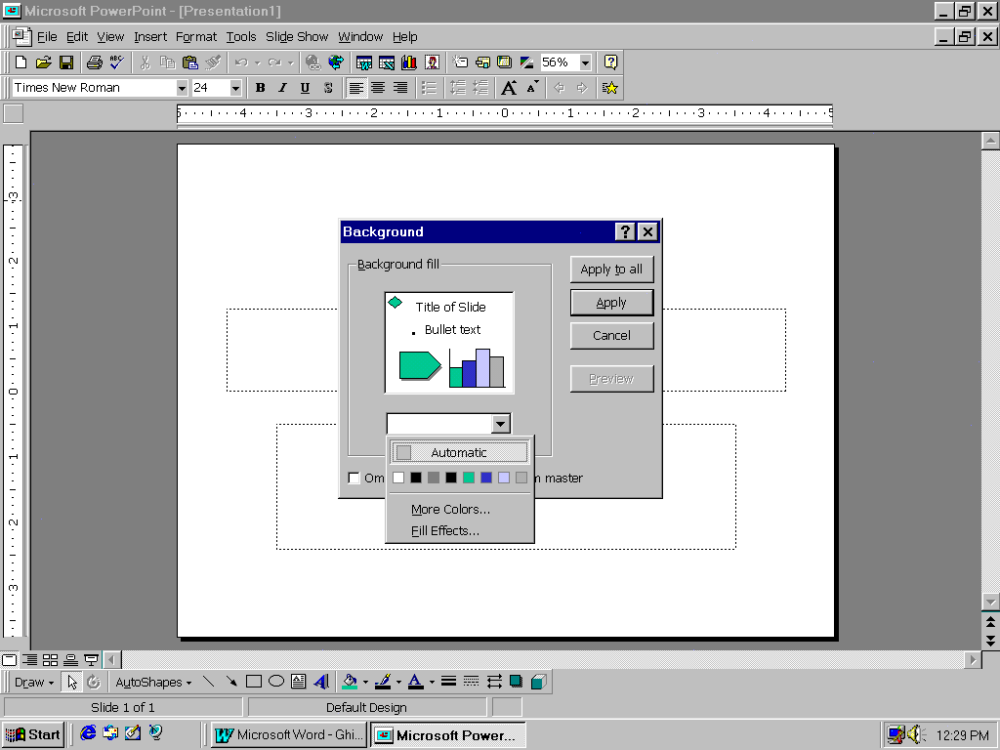 Microsoft PowerPoint - [Presentation1]
File Edit View Insert Format Tools Slide Show Window Help
ABC 56% ?
Times New Roman 24 B I U S A A
5 4 3 2 1 0 1 2 3 4 5
3
2
1
0
1
2
3
Background ?
Background fill
Title of Slide
• Bullet text
Apply to all
Apply
Cancel
Preview
Automatic
Om m master
More Colors...
Fill Effects...
Draw AutoShapes A A
Slide 1 of 1 Default Design
Start Microsoft Word - Ghi... Microsoft Power... 12:29 PM